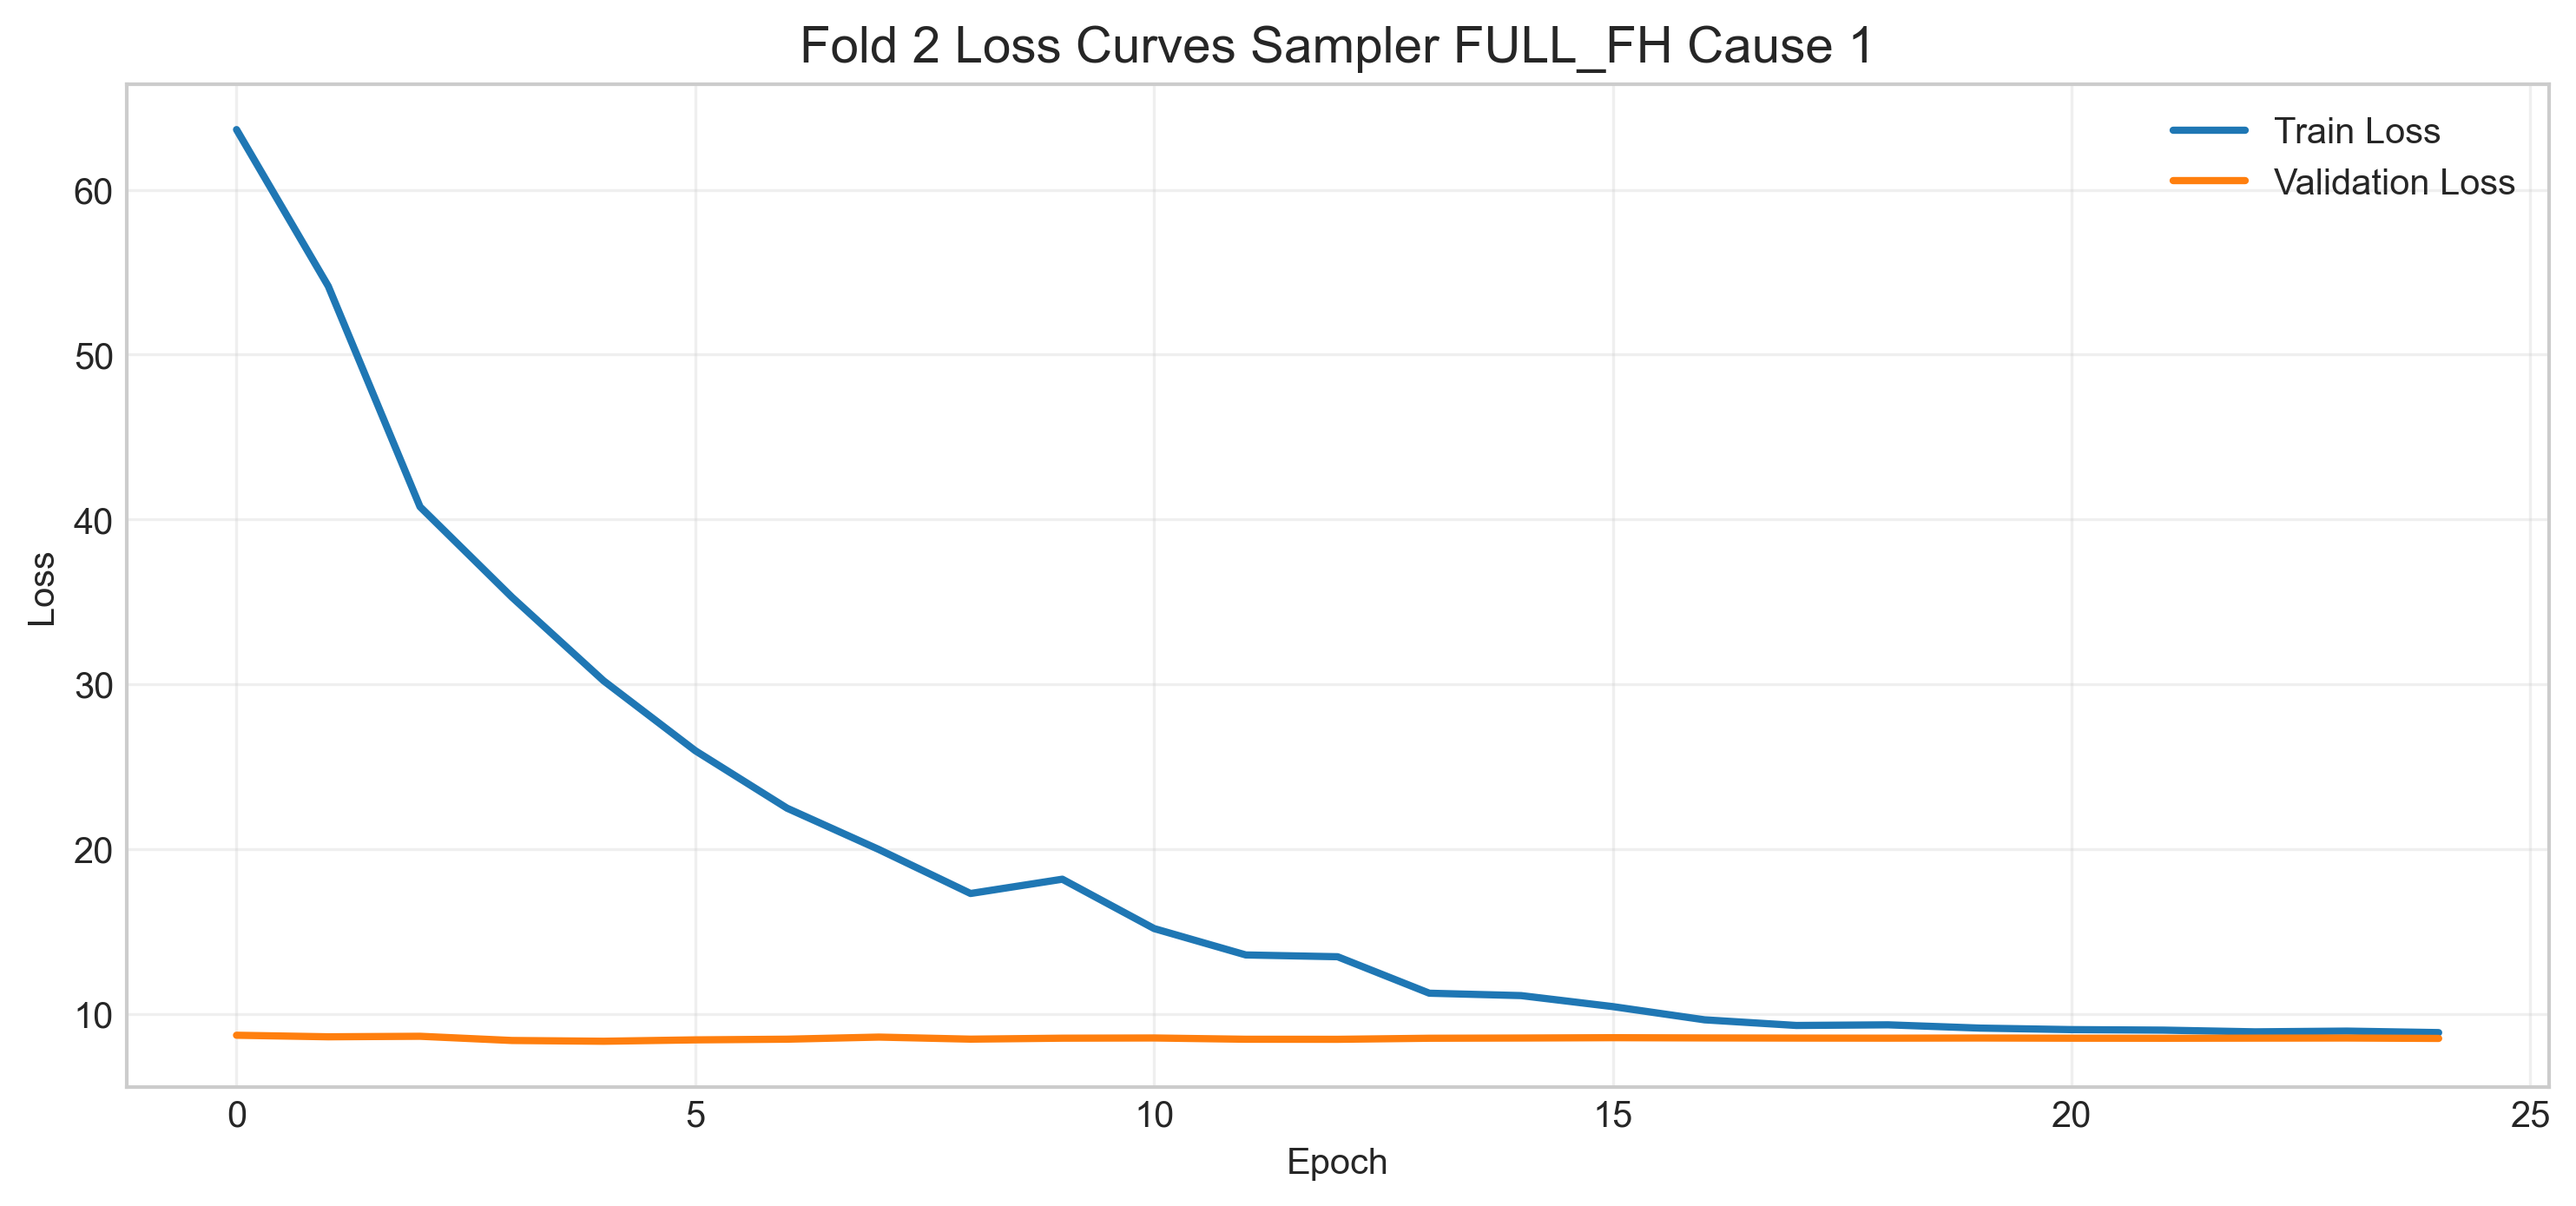 Fold 2 Loss Curves Sampler FULL_FH Cause 1
Train Loss
Validation Loss
60
50
40
30
20
10
Loss
0 5 10 15 20 25
Epoch